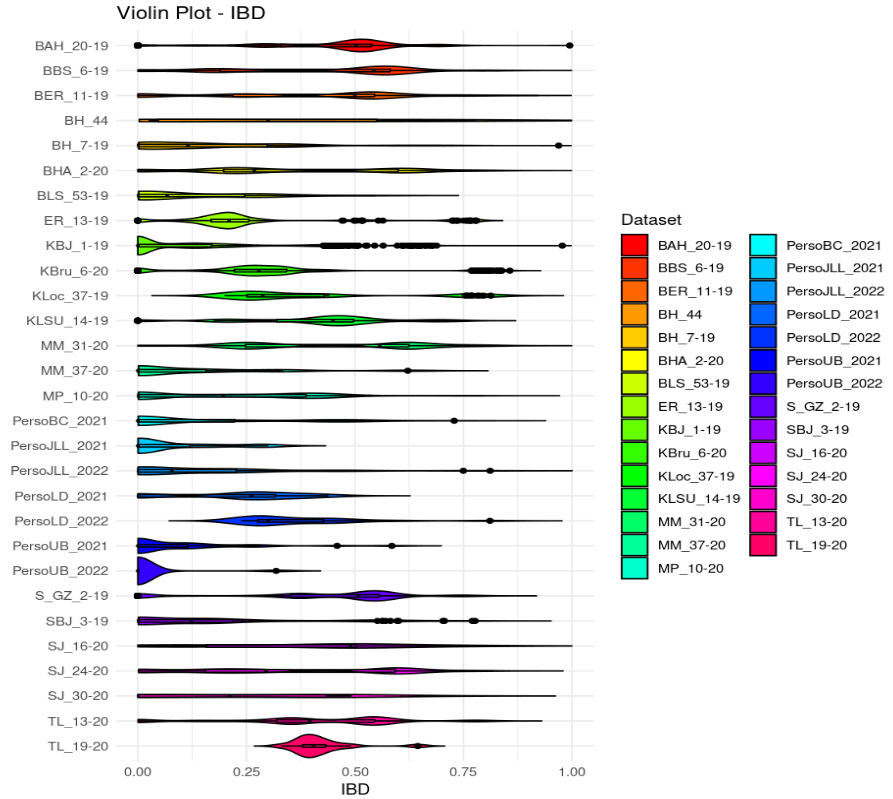 Violin Plot - IBD
BAH_20-19
BBS_6-19
BER_11-19
BH_44
BH_7-19
BHA_2-20
BLS_53-19
ER_13-19
KBJ_1-19
KBru_6-20
KLoc_37-19
KLSU_14-19
MM_31-20
MM_37-20
MP_10-20
PersoBC_2021
PersoJLL_2021
PersoJLL_2022
PersoLD_2021
PersoLD_2022
PersoUB_2021
PersoUB_2022
S_GZ_2-19
SBJ_3-19
SJ_16-20
SJ_24-20
SJ_30-20
TL_13-20
TL_19-20
0.00 0.25 0.50 0.75 1.00
IBD
Dataset
BAH_20-19
BBS_6-19
BER_11-19
BH_44
BH_7-19
BHA_2-20
BLS_53-19
ER_13-19
KBJ_1-19
KBru_6-20
KLoc_37-19
KLSU_14-19
MM_31-20
MM_37-20
MP_10-20
PersoBC_2021
PersoJLL_2021
PersoJLL_2022
PersoLD_2021
PersoLD_2022
PersoUB_2021
PersoUB_2022
S_GZ_2-19
SBJ_3-19
SJ_16-20
SJ_24-20
SJ_30-20
TL_13-20
TL_19-20